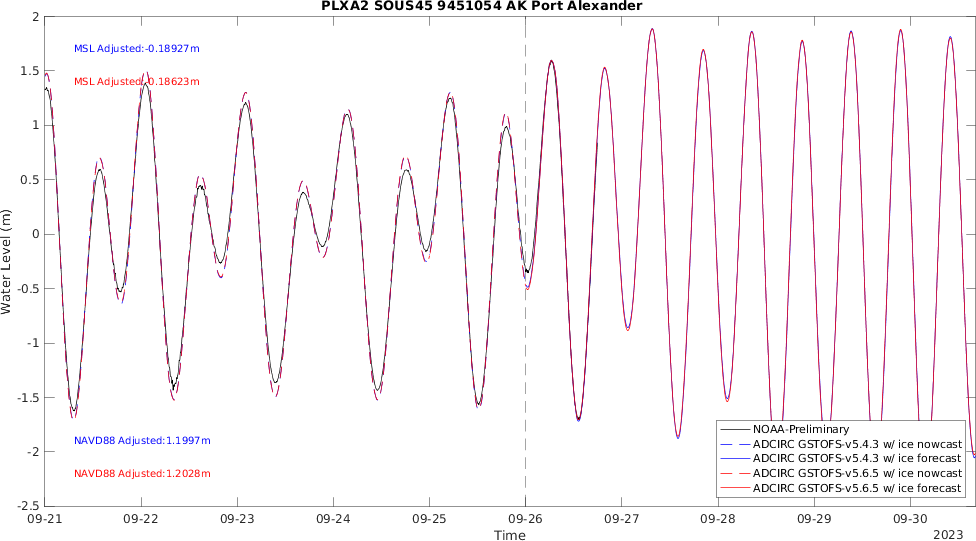 PLXA2 SOUS45 9451054 AK Port Alexander
MSL Adjusted:-0.18927m
MSL Adjusted:-0.18623m
NAVD88 Adjusted:1.1997m
NAVD88 Adjusted:1.2028m
Water Level (m)
2
1.5
1
0.5
0
-0.5
-1
-1.5
-2
-2.5
NOAA-Preliminary
ADCIRC GSTOFS-v5.4.3 w/ ice nowcast
ADCIRC GSTOFS-v5.4.3 w/ ice forecast
ADCIRC GSTOFS-v5.6.5 w/ ice nowcast
ADCIRC GSTOFS-v5.6.5 w/ ice forecast
09-21 09-22 09-23 09-24 09-25 09-26 09-27 09-28 09-29 09-30
Time
2023